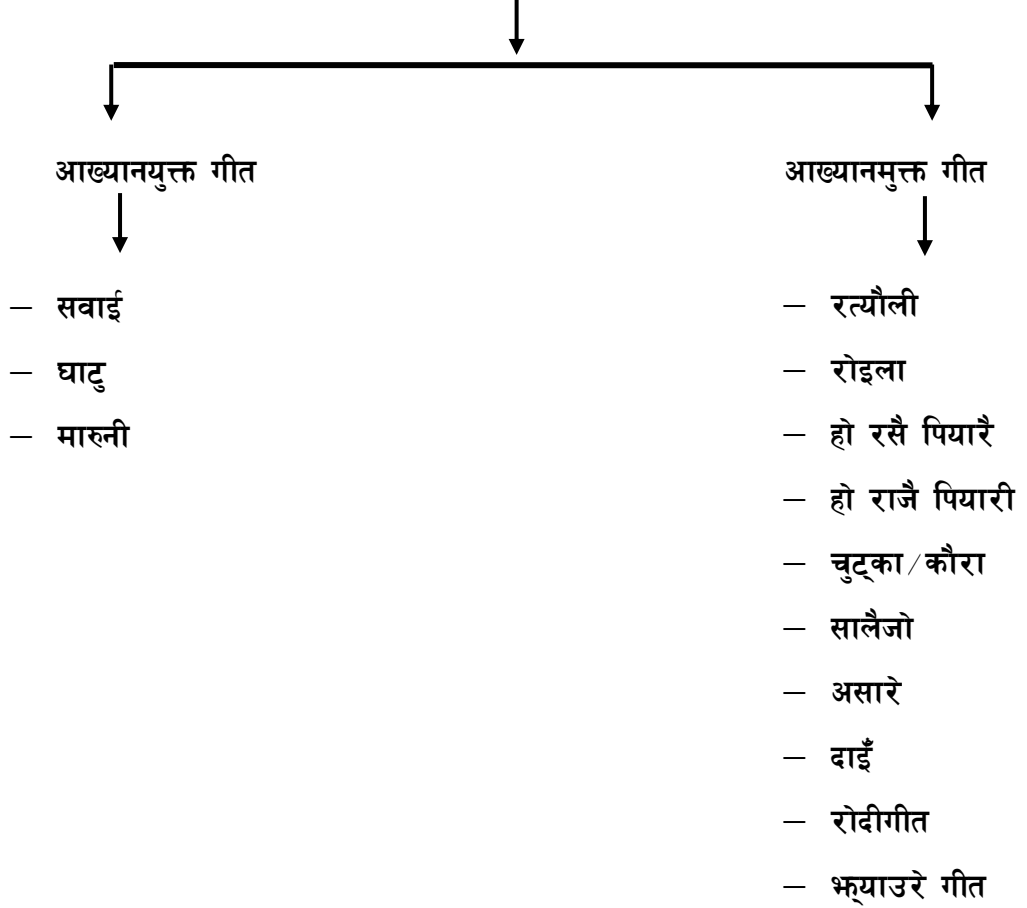 आख्यानयुक्त गीत
– सवाई
– घाटु
– मारुनी
आख्यानमुक्त गीत
– रत्यौली
– रोइला
– हो रसै पियारै
– हो राजै पियारी
– चुट्का/कौरा
– सालैजो
– असारे
– दाइँ
– रोदीगीत
– झ्याउरे गीत